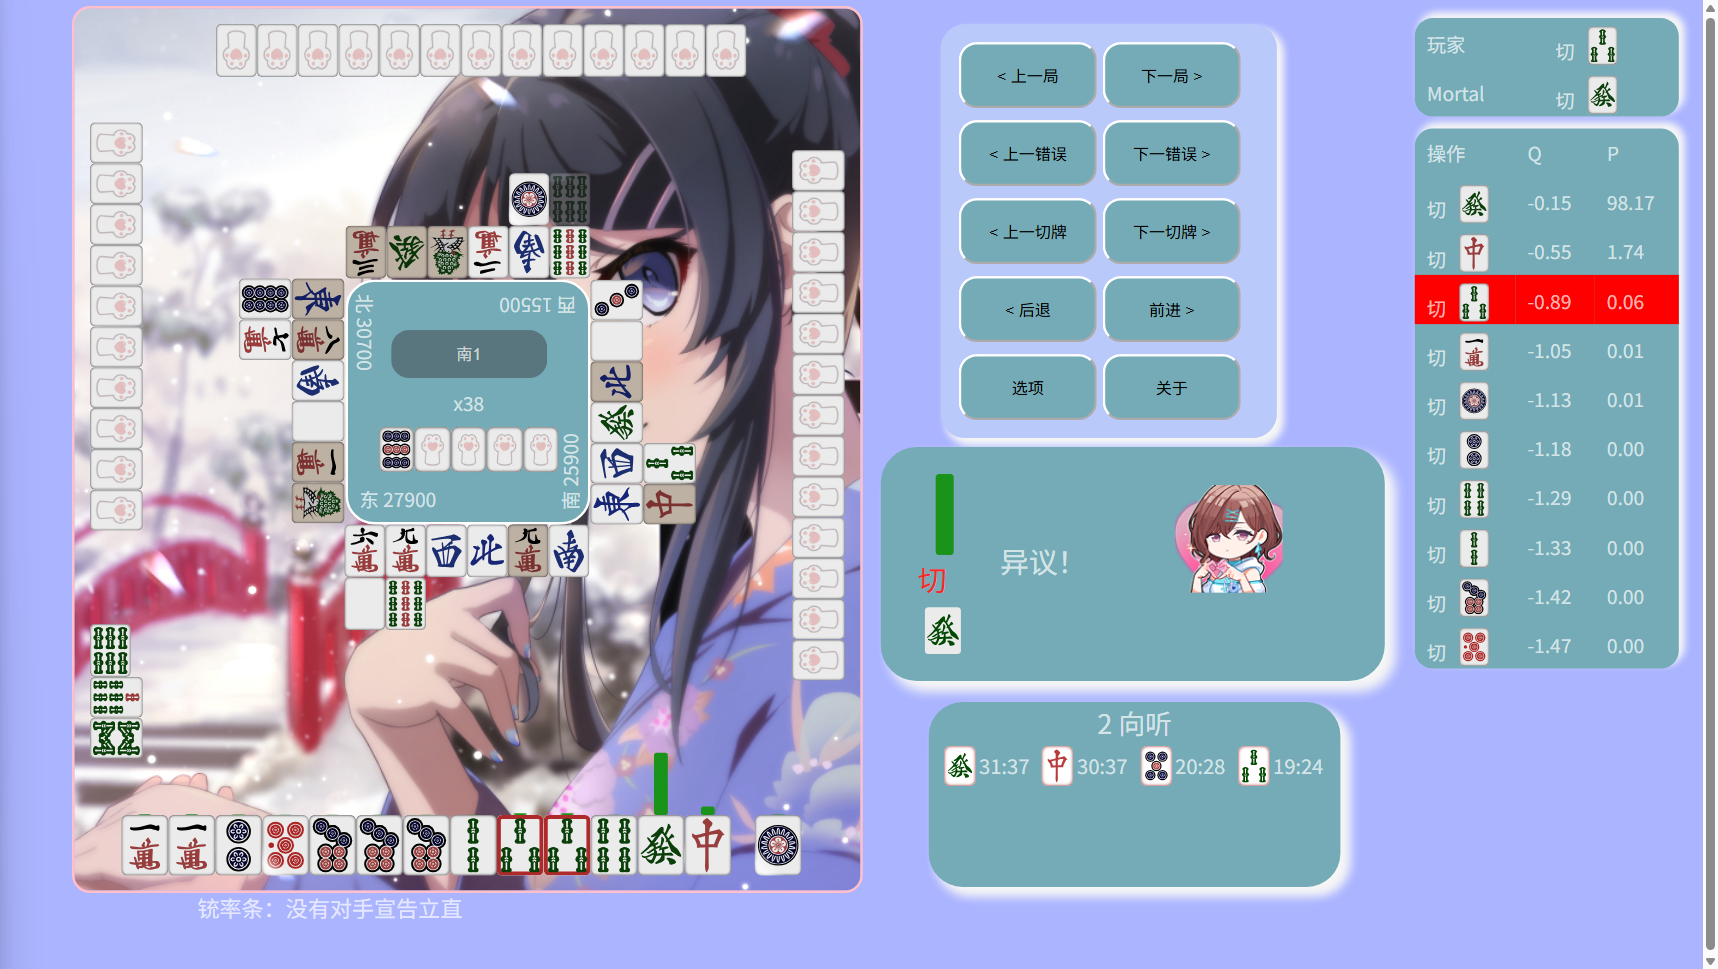 北 30700
西 15500
南1
x38
南 25900
东 27900
铳率条：没有对手宣告立直
< 上一局
下一局 >
< 上一错误
下一错误 >
< 上一切牌
下一切牌 >
< 后退
前进 >
选项
关于
切
异议！
2 向听
31:37
30:37
20:28
19:24
玩家 切
Mortal 切
操作 Q P
切 -0.15 98.17
切 -0.55 1.74
切 -0.89 0.06
切 -1.05 0.01
切 -1.13 0.01
切 -1.18 0.00
切 -1.29 0.00
切 -1.33 0.00
切 -1.42 0.00
切 -1.47 0.00